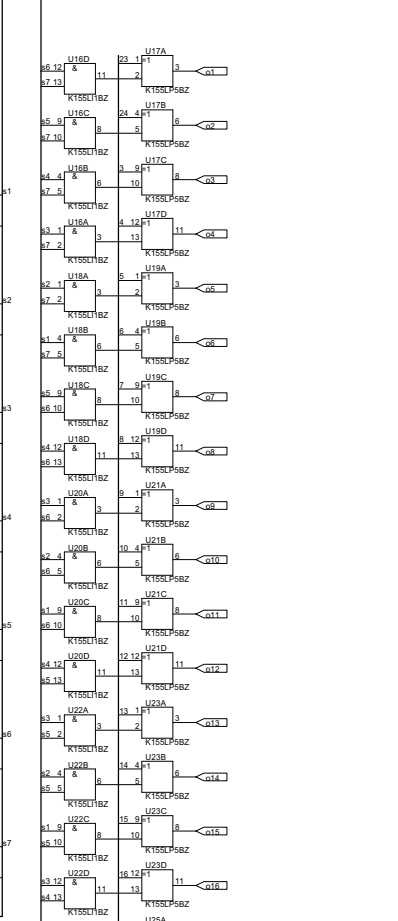 U16D
s6 12 &
s7 13
11
K155LI1BZ
U17A
23 1 =1
2
3
K155LP5BZ
o1
U16C
s5 9 &
s7 10
8
K155LI1BZ
U17B
24 4 =1
5
6
K155LP5BZ
o2
U16B
s4 4 &
s7 5
6
K155LI1BZ
U17C
3 9 =1
10
8
K155LP5BZ
o3
s1
U16A
s3 1 &
s7 2
3
K155LI1BZ
U17D
4 12 =1
13
11
K155LP5BZ
o4
U18A
s2 1 &
s7 2
3
K155LI1BZ
U19A
5 1 =1
2
3
K155LP5BZ
o5
s2
U18B
s1 4 &
s7 5
6
K155LI1BZ
U19B
6 4 =1
5
6
K155LP5BZ
o6
U18C
s5 9 &
s6 10
8
K155LI1BZ
U19C
7 9 =1
10
8
K155LP5BZ
o7
s3
U18D
s4 12 &
s6 13
11
K155LI1BZ
U19D
8 12 =1
13
11
K155LP5BZ
o8
U20A
s3 1 &
s6 2
3
K155LI1BZ
U21A
9 1 =1
2
3
K155LP5BZ
o9
s4
U20B
s2 4 &
s6 5
6
K155LI1BZ
U21B
10 4 =1
5
6
K155LP5BZ
o10
U20C
s1 9 &
s6 10
8
K155LI1BZ
U21C
11 9 =1
10
8
K155LP5BZ
o11
s5
U20D
s4 12 &
s5 13
11
K155LI1BZ
U21D
12 12 =1
13
11
K155LP5BZ
o12
U22A
s3 1 &
s5 2
3
K155LI1BZ
U23A
13 1 =1
2
3
K155LP5BZ
o13
s6
U22B
s2 4 &
s5 5
6
K155LI1BZ
U23B
14 4 =1
5
6
K155LP5BZ
o14
U22C
s1 9 &
s5 10
8
K155LI1BZ
U23C
15 9 =1
10
8
K155LP5BZ
o15
s7
U22D
s3 12 &
s4 13
11
K155LI1BZ
U23D
16 12 =1
13
11
K155LP5BZ
o16
U25A